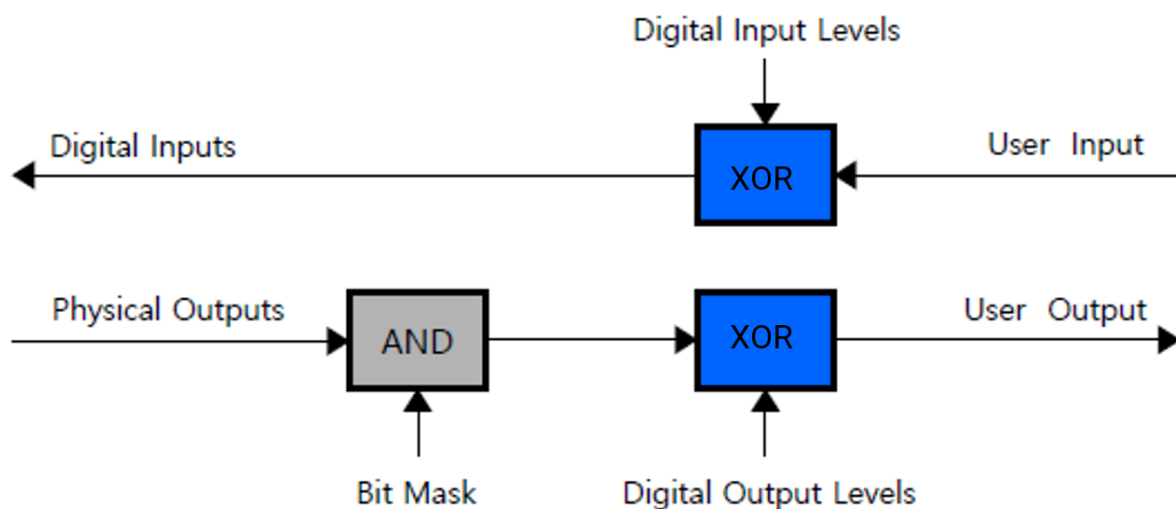 Digital Input Levels
Digital Inputs
XOR
User Input
Physical Outputs
AND
XOR
User Output
Bit Mask
Digital Output Levels